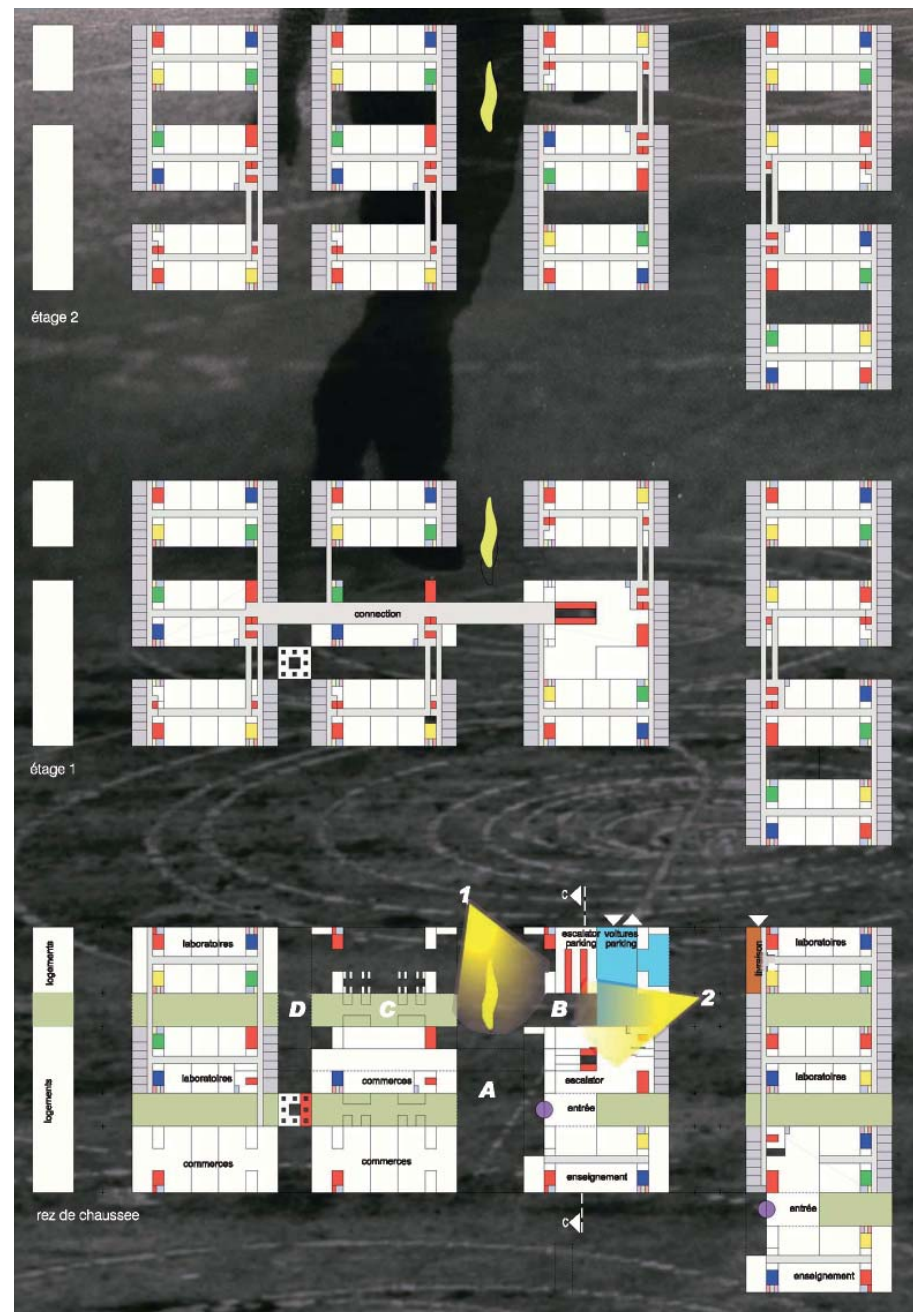 étage 2
connection
étage 1
1
c
escalator parking
voitures parking
logements
laboratoires
livraison
laboratoires
2
D
C
B
logements
laboratoires
commerces
A
escalator
laboratoires
entrée
commerces
commerces
enseignement
rez de chaussee
c
entrée
enseignement